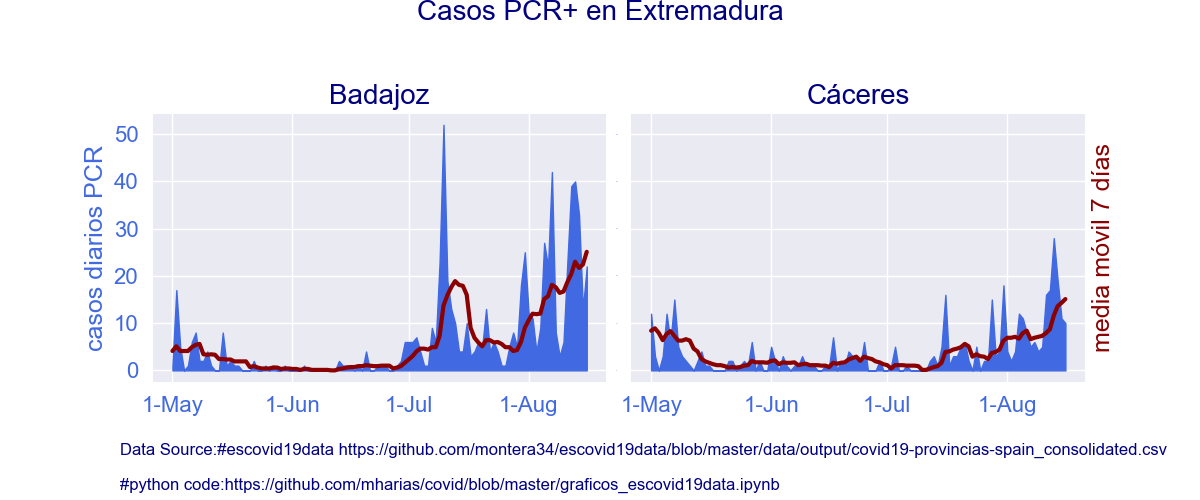 Casos PCR+ en Extremadura
Badajoz
Cáceres
casos diarios PCR
50
40
30
20
10
0
media móvil 7 días
1-May
1-Jun
1-Jul
1-Aug
1-May
1-Jun
1-Jul
1-Aug
Data Source:#escovid19data https://github.com/montera34/escovid19data/blob/master/data/output/covid19-provincias-spain_consolidated.csv
#python code:https://github.com/mharias/covid/blob/master/graficos_escovid19data.ipynb